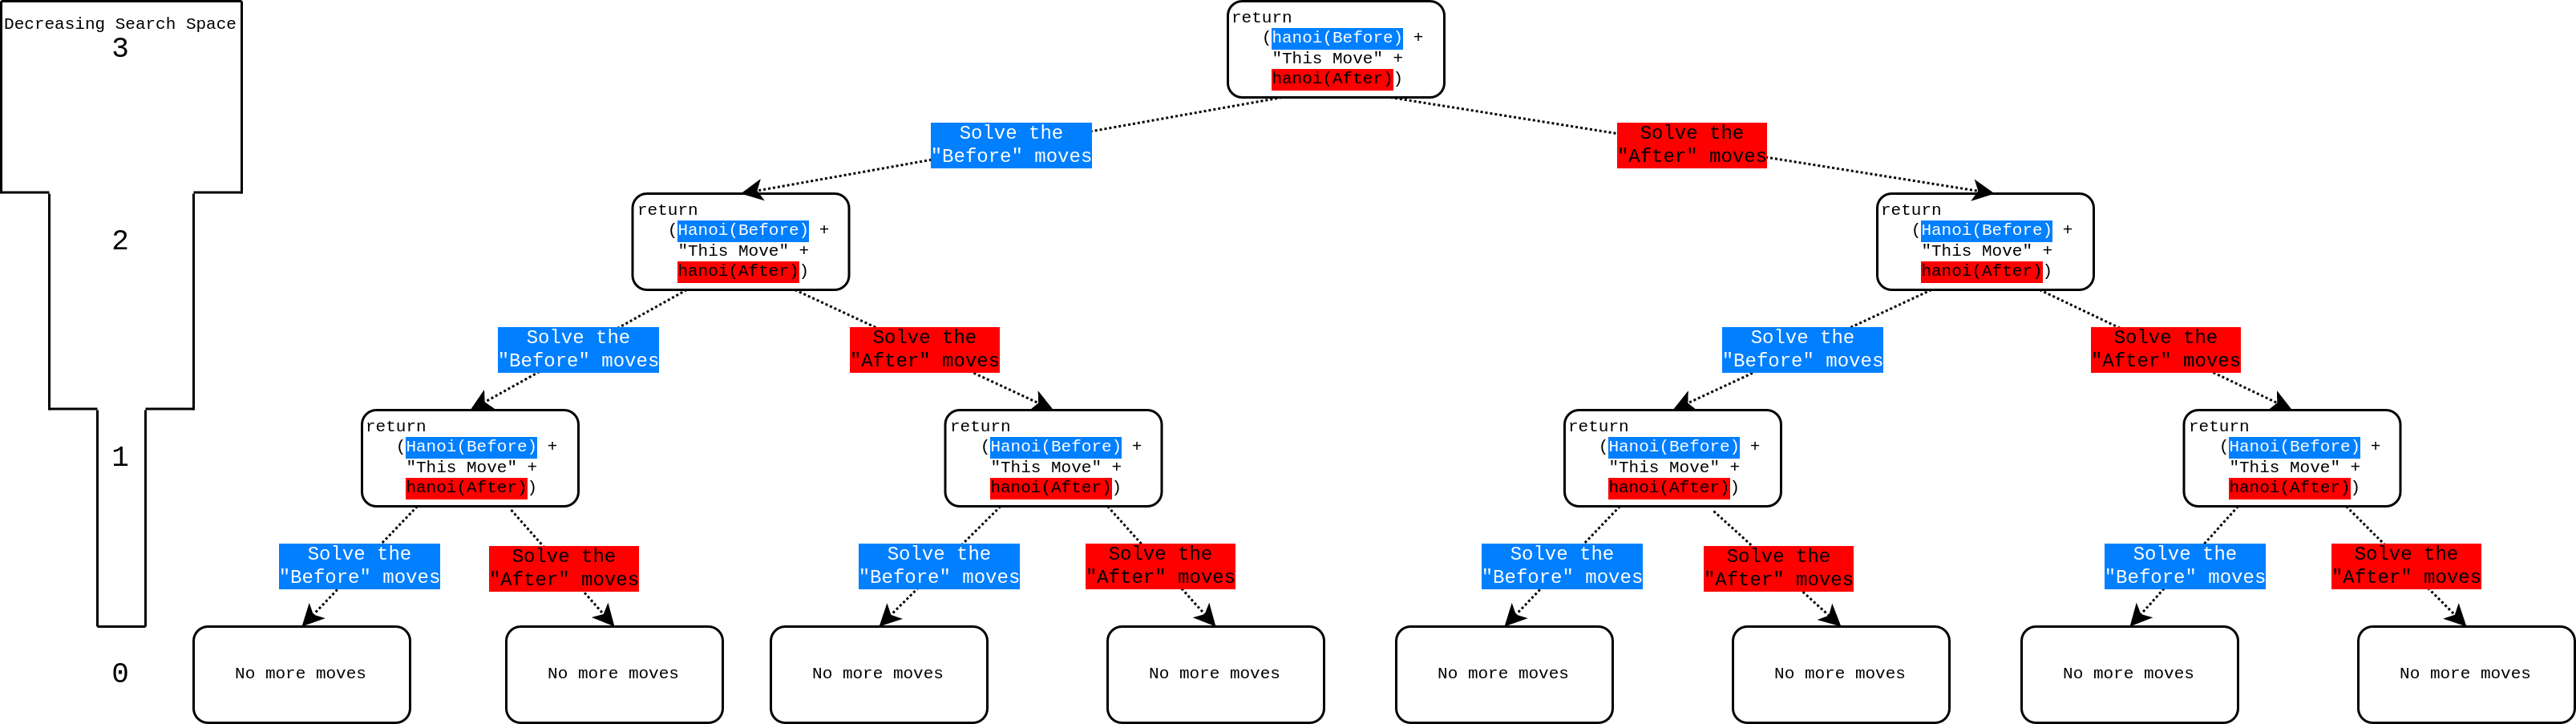 Decreasing Search Space
3
return
(hanoi(Before) +
"This Move" +
hanoi(After))
Solve the
"Before" moves
Solve the
"After" moves
2
return
(Hanoi(Before) +
"This Move" +
hanoi(After))
return
(Hanoi(Before) +
"This Move" +
hanoi(After))
Solve the
"Before" moves
Solve the
"After" moves
Solve the
"Before" moves
Solve the
"After" moves
1
return
(Hanoi(Before) +
"This Move" +
hanoi(After))
return
(Hanoi(Before) +
"This Move" +
hanoi(After))
return
(Hanoi(Before) +
"This Move" +
hanoi(After))
return
(Hanoi(Before) +
"This Move" +
hanoi(After))
Solve the
"Before" moves
Solve the
"After" moves
Solve the
"Before" moves
Solve the
"After" moves
Solve the
"Before" moves
Solve the
"After" moves
Solve the
"Before" moves
Solve the
"After" moves
0
No more moves
No more moves
No more moves
No more moves
No more moves
No more moves
No more moves
No more moves